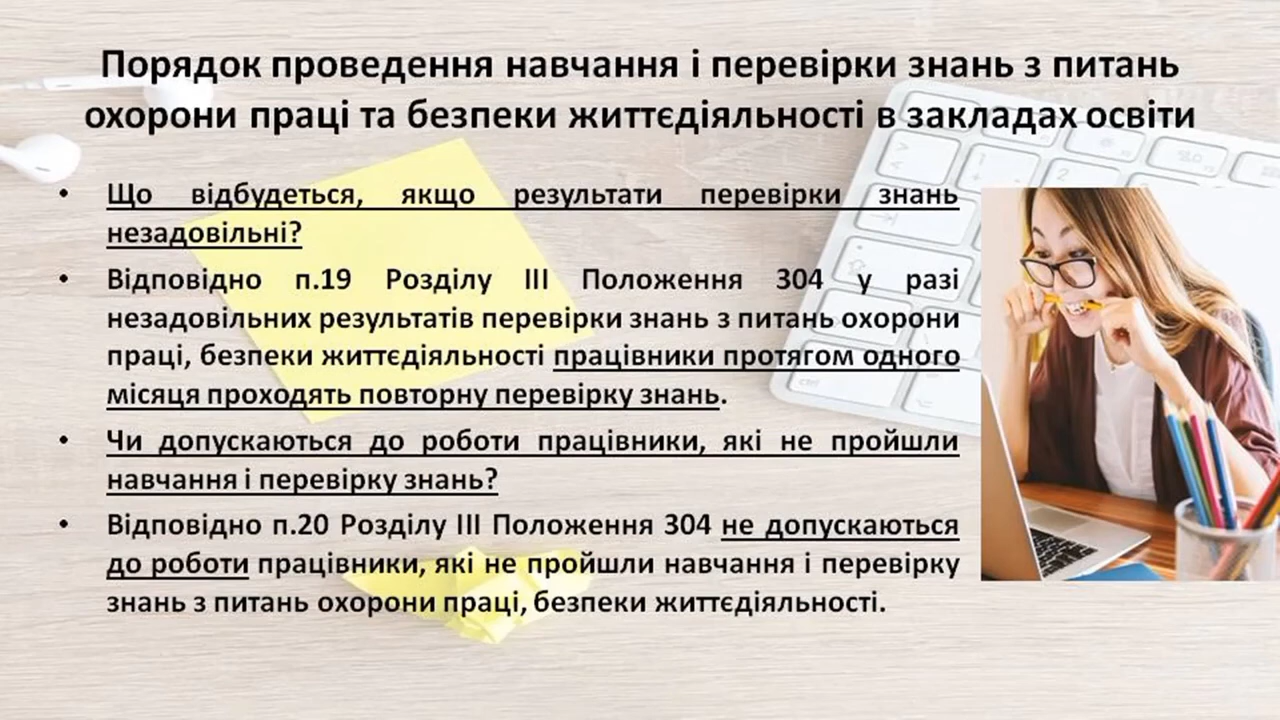 Порядок проведення навчання і перевірки знань з питань
охорони праці та безпеки життєдіяльності в закладах освіти
• Що відбудеться, якщо результати перевірки знань
незадовільні?
• Відповідно п.19 Розділу ІІІ Положення 304 у разі
незадовільних результатів перевірки знань з питань охорони
праці, безпеки життєдіяльності працівники протягом одного
місяця проходять повторну перевірку знань.
• Чи допускаються до роботи працівники, які не пройшли
навчання і перевірку знань?
• Відповідно п.20 Розділу ІІІ Положення 304 не допускаються
до роботи працівники, які не пройшли навчання і перевірку
знань з питань охорони праці, безпеки життєдіяльності.